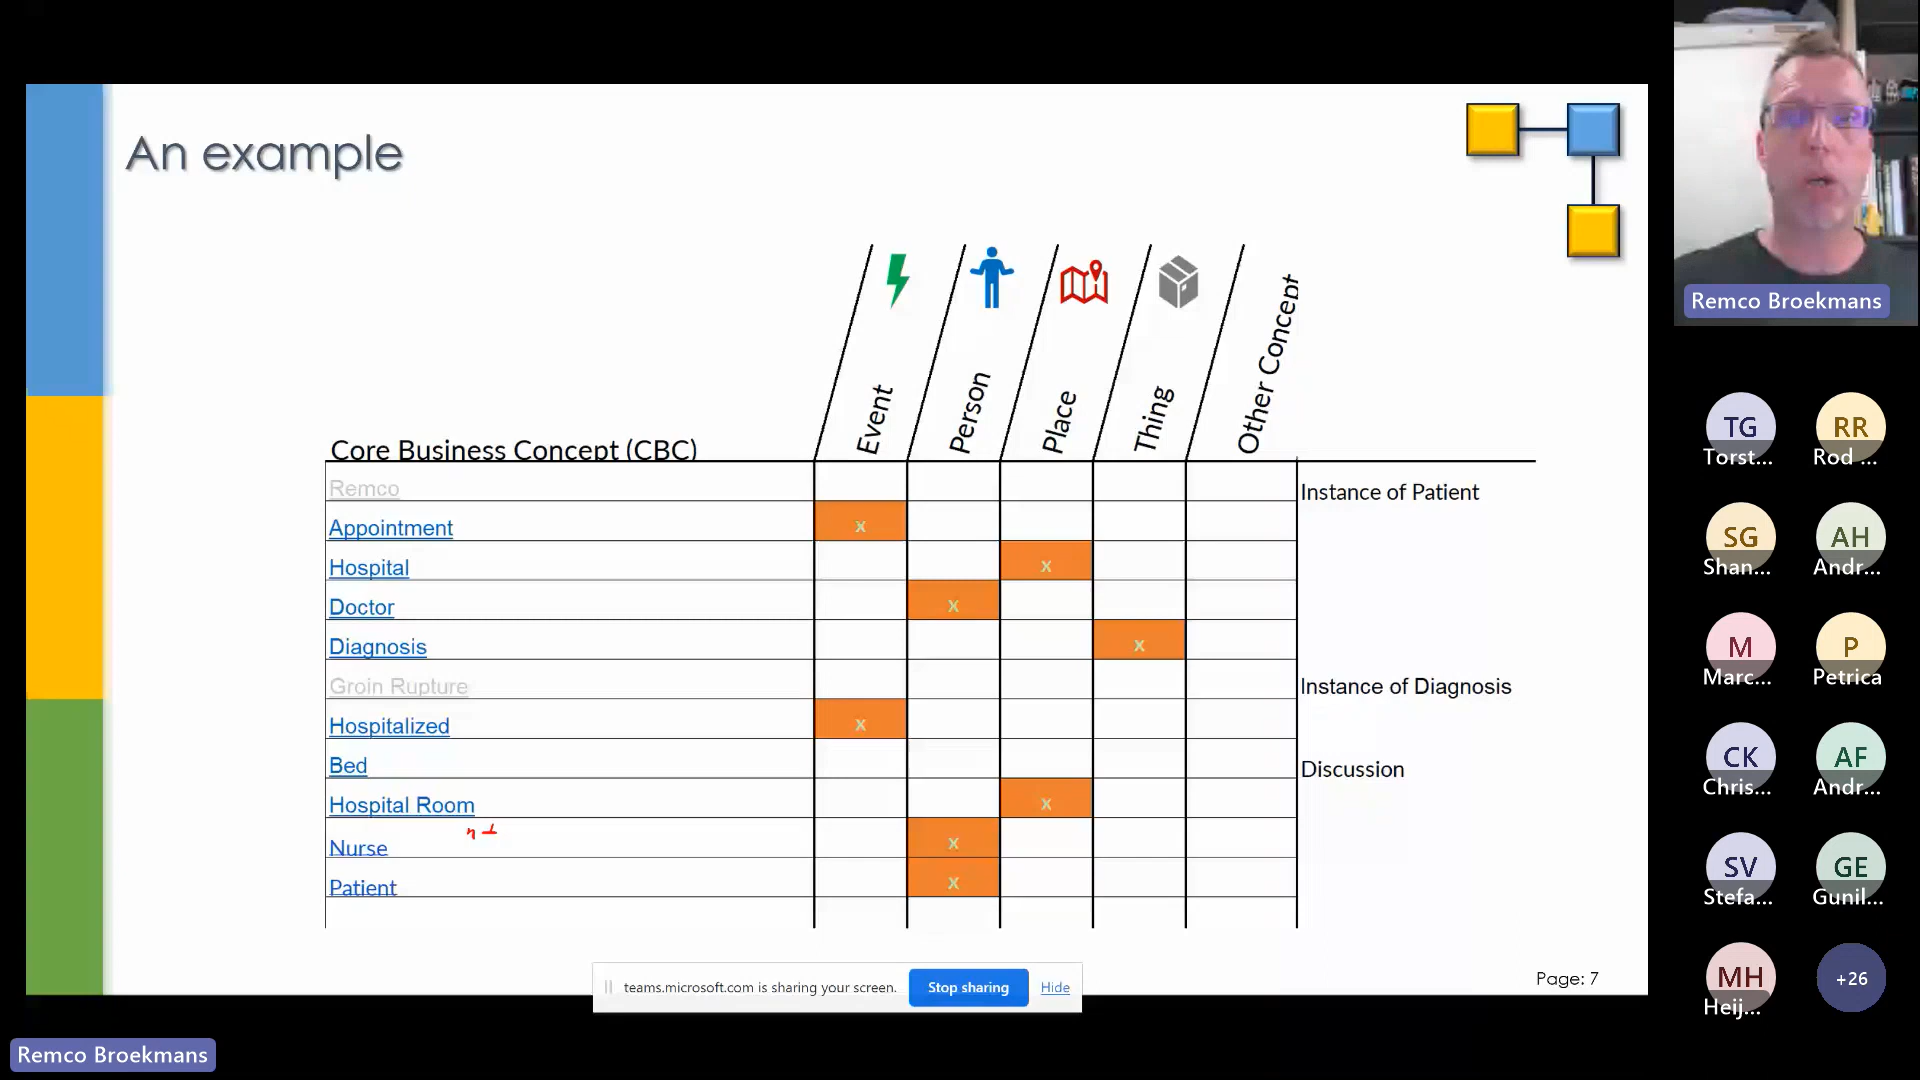 An example
Event
Person
Place
Thing
Other Concept
Core Business Concept (CBC)
Remco
Instance of Patient
Appointment x
Hospital x
Doctor x
Diagnosis x
Groin Rupture
Instance of Diagnosis
Hospitalized x
Bed
Discussion
Hospital Room x
Nurse x
Patient x
Page: 7
teams.microsoft.com is sharing your screen.
Stop sharing
Hide
Remco Broekmans
Remco Broekmans
TG
RR
Torst...
Rod ...
SG
AH
Shan...
Andr...
M
P
Marc...
Petrica
CK
AF
Chris...
Andr...
SV
GE
Stefa...
Gunil...
MH
+26
Heij...